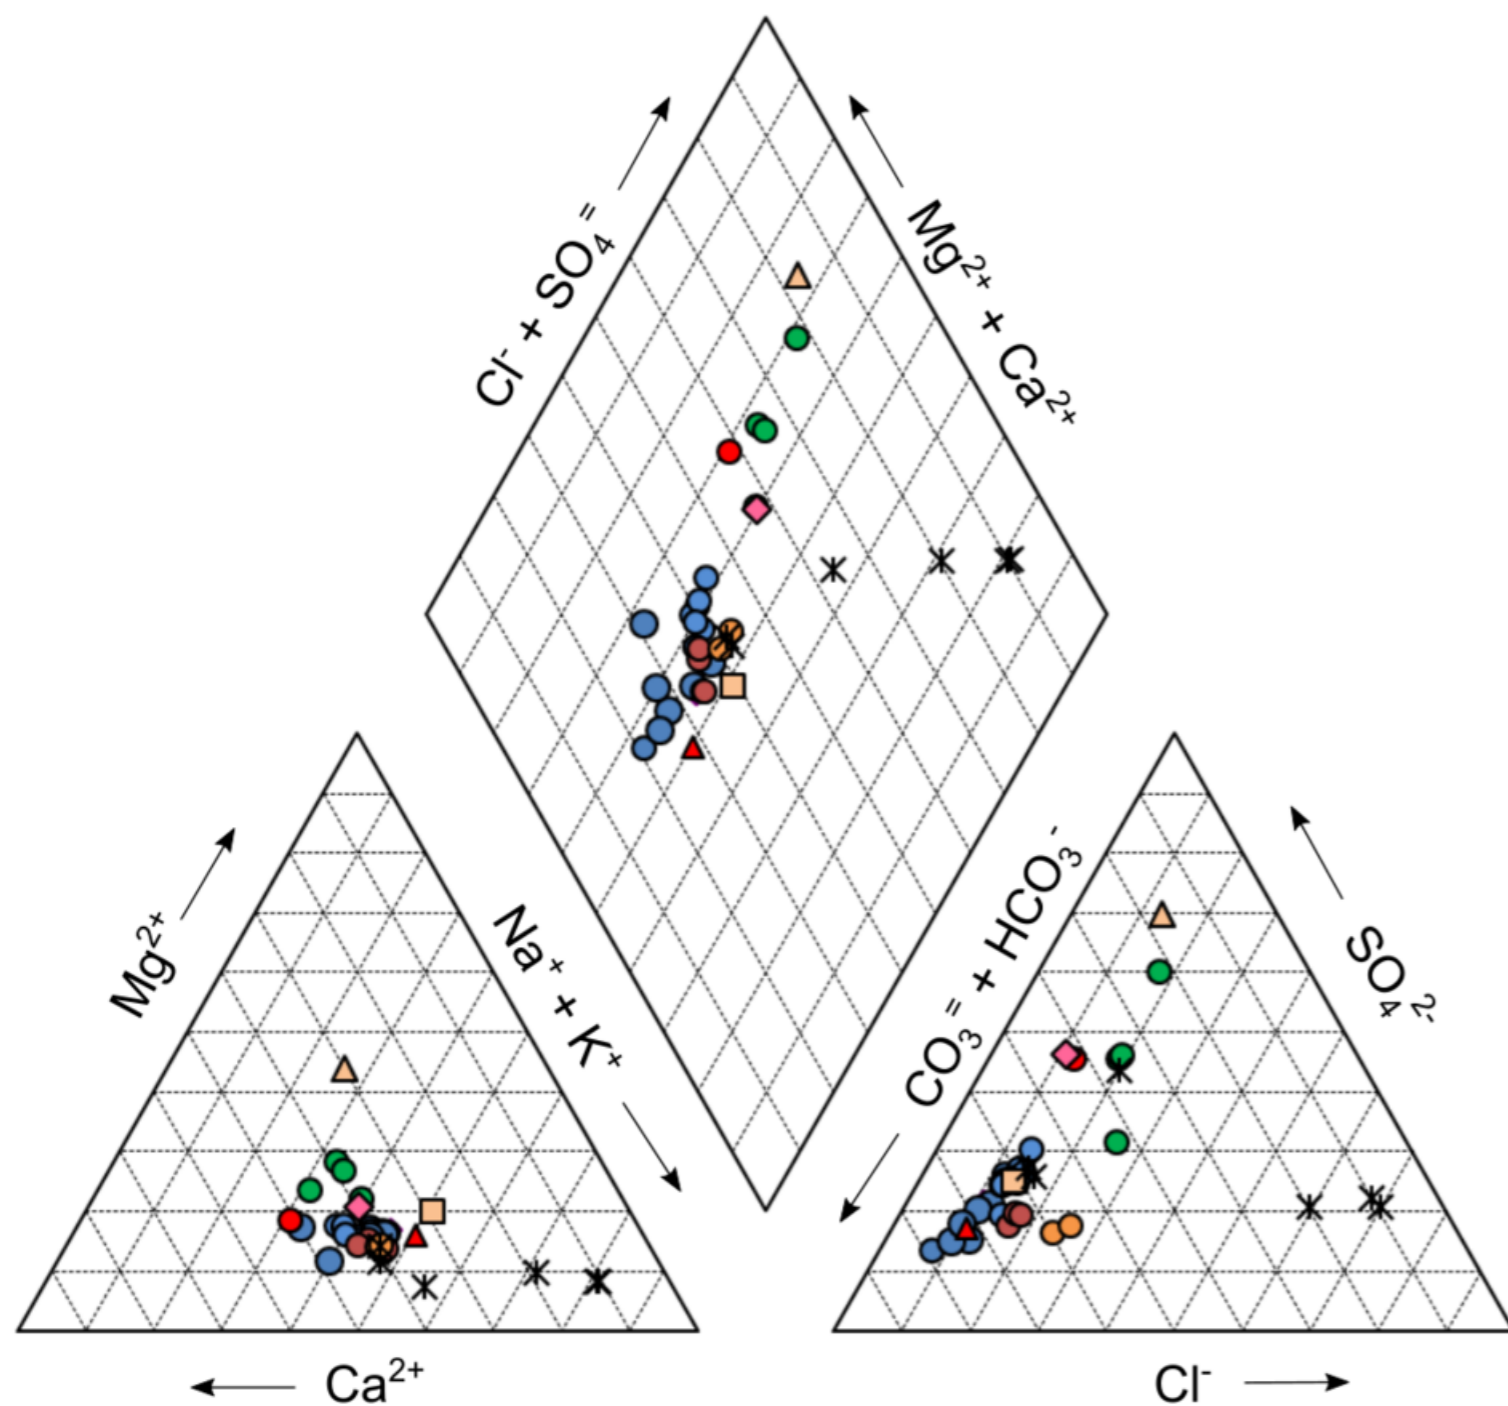 Cl⁻ + SO₄⁼
Mg²⁺ + Ca²⁺
Mg²⁺
Na⁺ + K⁺
CO₃⁼ + HCO₃⁻
SO₄²⁻
Ca²⁺
Cl⁻